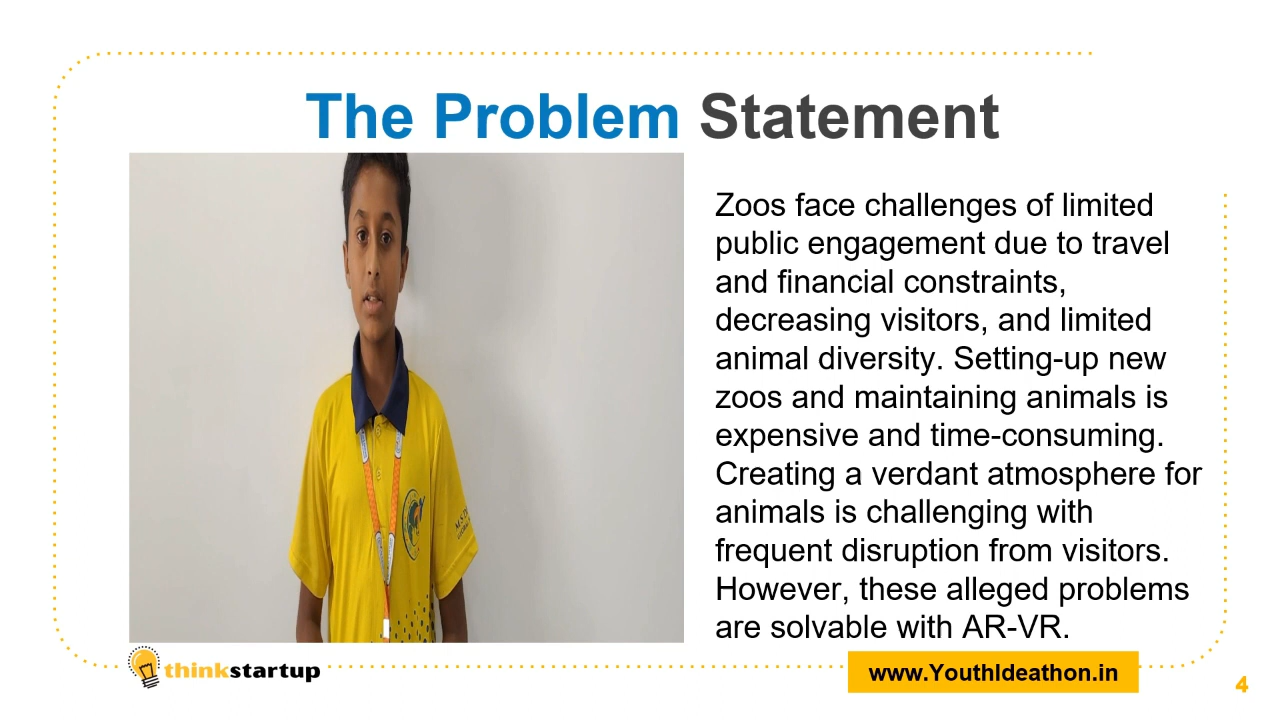 The Problem Statement
Zoos face challenges of limited
public engagement due to travel
and financial constraints,
decreasing visitors, and limited
animal diversity. Setting-up new
zoos and maintaining animals is
expensive and time-consuming.
Creating a verdant atmosphere for
animals is challenging with
frequent disruption from visitors.
However, these alleged problems
are solvable with AR-VR.
thinkstartup
www.YouthIdeathon.in
4